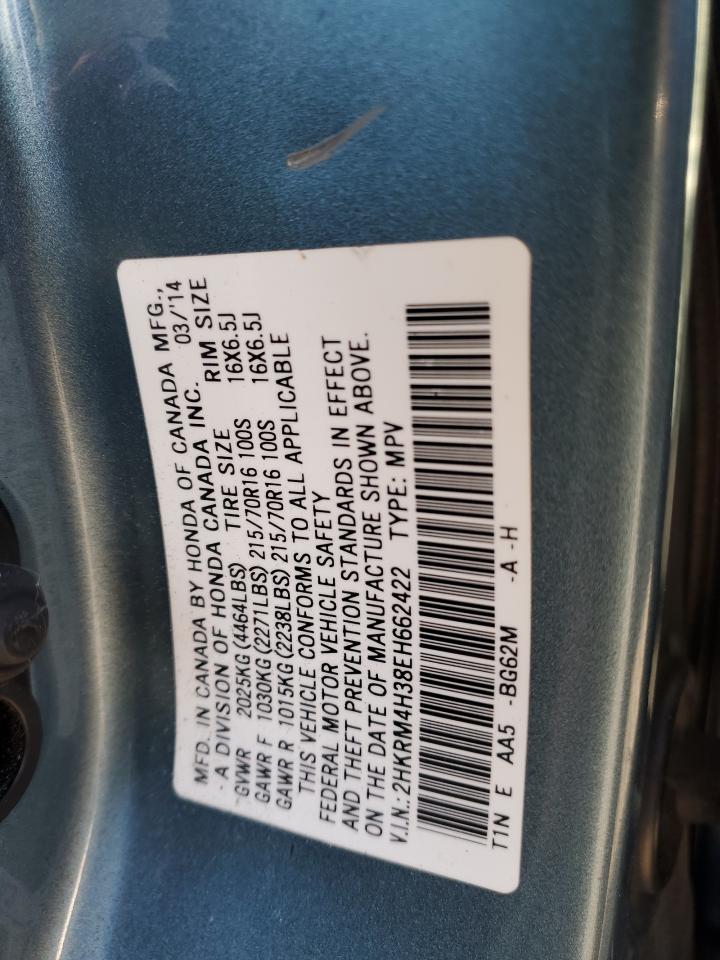 MFD. IN CANADA BY HONDA OF CANADA MFG.,
- A DIVISION OF HONDA CANADA INC. 03/'14
GVWR 2025KG(4464LBS) TIRE SIZE RIM SIZE
GAWR F 1030KG(2271LBS) 215/70R16 100S 16X6.5J
GAWR R 1015KG(2238LBS) 215/70R16 100S 16X6.5J
THIS VEHICLE CONFORMS TO ALL APPLICABLE
FEDERAL MOTOR VEHICLE SAFETY
AND THEFT PREVENTION STANDARDS IN EFFECT
ON THE DATE OF MANUFACTURE SHOWN ABOVE.
V.I.N.: 2HKRM4H38EH662422 TYPE: MPV
T1N E AA5 -BG62M -A -H